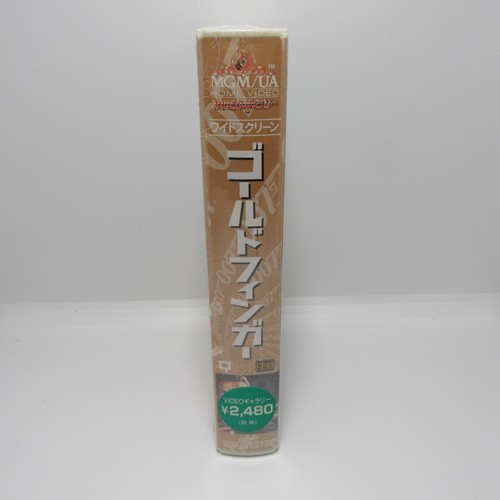 MGM/UA
HOME VIDEO
ワイドスクリーン
ゴールドフィンガー
VIDEOギャラリー
¥2,480
(税抜)